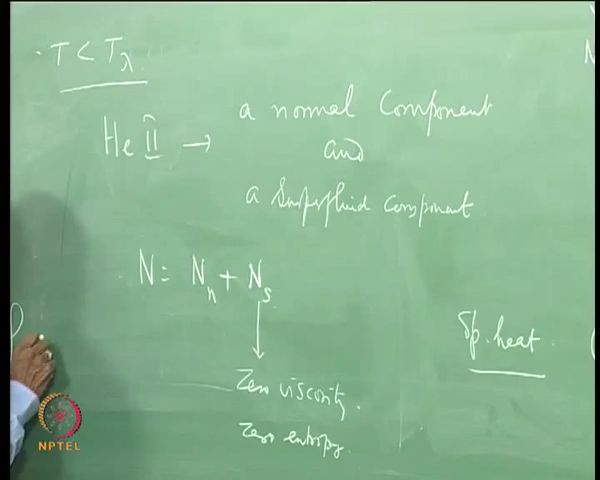 T < Tλ.
He II → a normal component
and
a superfluid component
N = Nn + Ns
Zero viscosity.
Zero entropy.
Sp. heat.
NPTEL